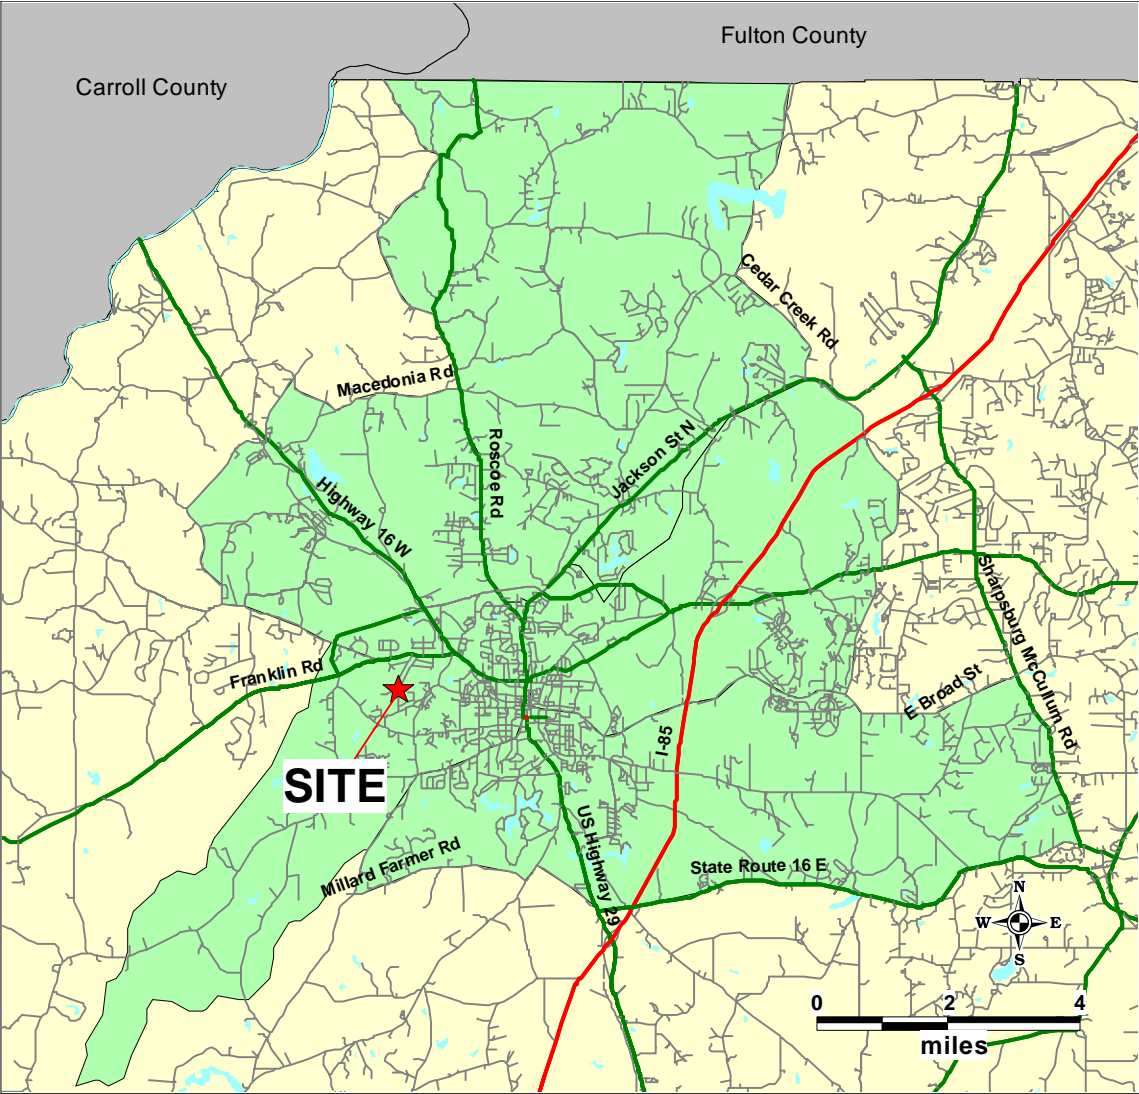 Fulton County
Carroll County
Cedar Creek Rd
Macedonia Rd
Roscoe Rd
Jackson St N
Highway 16 W
Sharpsburg McCullum Rd
Franklin Rd
E Broad St
I-85
SITE
US Highway 29
Millard Farmer Rd
State Route 16 E
N
W E
S
0 2 4
miles